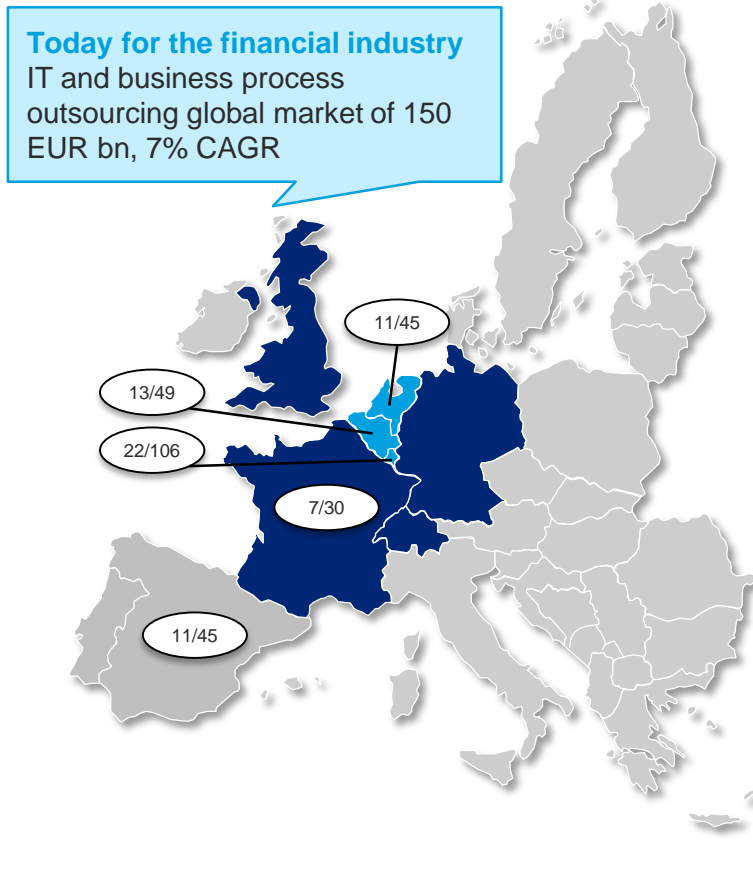 Today for the financial industry
IT and business process
outsourcing global market of 150
EUR bn, 7% CAGR
11/45
13/49
22/106
7/30
11/45